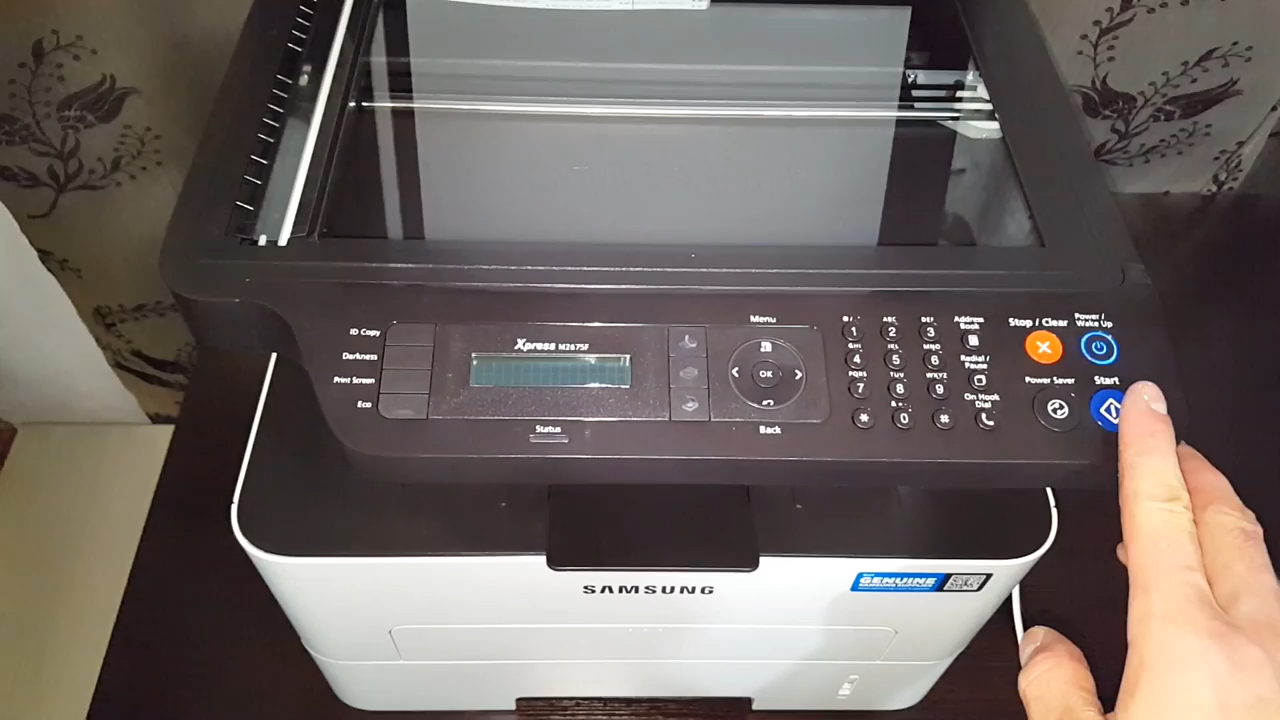 ID Copy
Darkness
Print Screen
Eco
Xpress M2675F
Status
Menu
OK
Back
1
ABC
2
DEF
3
GHI
4
JKL
5
MNO
6
PQRS
7
TUV
8
WXYZ
9
*
0
#
Address
Book
Redial /
Pause
On Hook
Dial
Stop / Clear
Power /
Wake Up
Power Saver
Start
SAMSUNG
GENUINE
SAMSUNG SUPPLIES